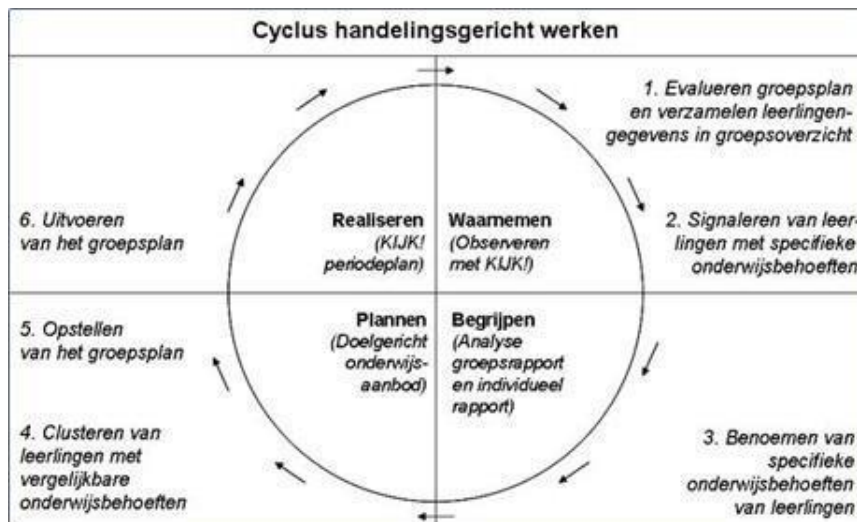 Cyclus handelingsgericht werken
1. Evalueren groepsplan
en verzamelen leerlingen-
gegevens in groepsoverzicht
2. Signaleren van leer-
lingen met specifieke
onderwijsbehoeften
3. Benoemen van
specifieke
onderwijsbehoeften
van leerlingen
4. Clusteren van
leerlingen met
vergelijkbare
onderwijsbehoeften
5. Opstellen
van het groepsplan
6. Uitvoeren
van het groepsplan
Realiseren
(KIJK!
periodeplan)
Waarnemen
(Observeren
met KIJK!)
Plannen
(Doelgericht
onderwijs-
aanbod)
Begrijpen
(Analyse
groepsrapport
en individueel
rapport)